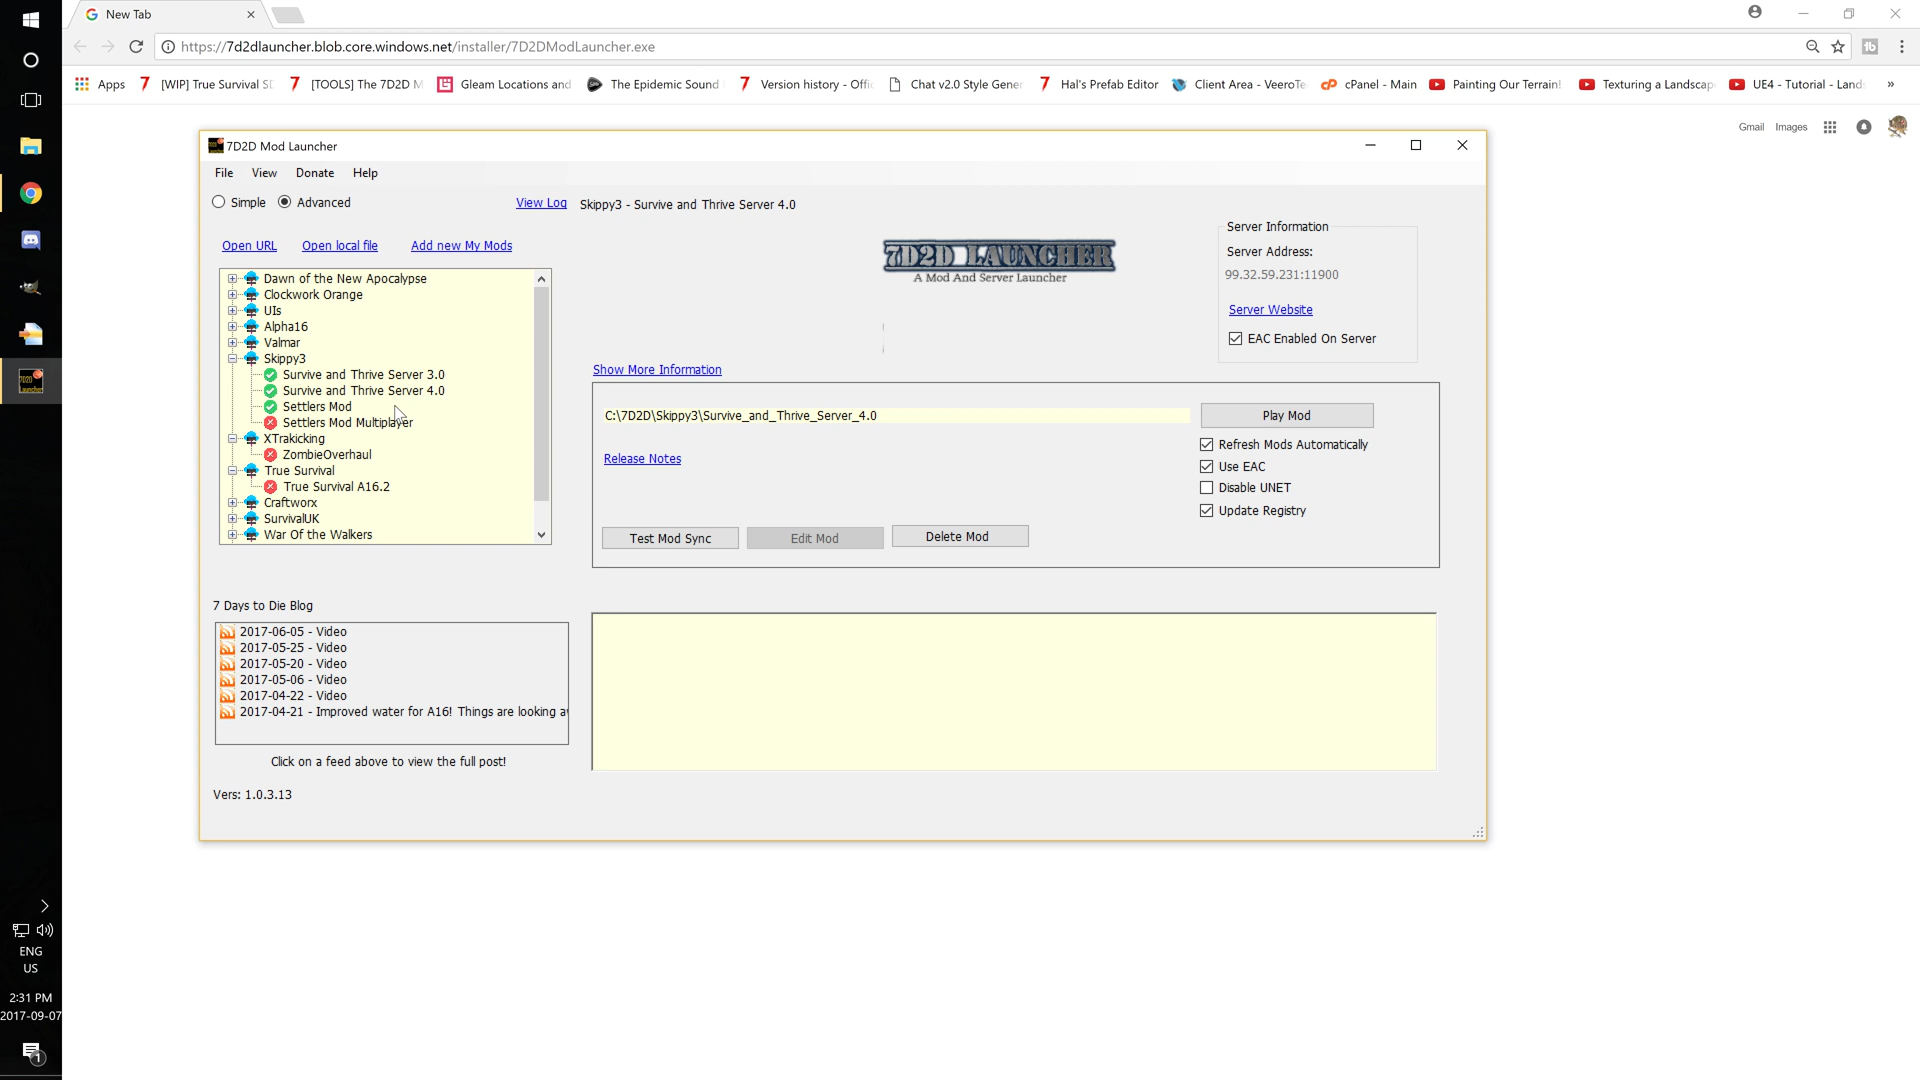 New Tab
https://7d2dlauncher.blob.core.windows.net/installer/7D2DModLauncher.exe
Apps
[WIP] True Survival SD
[TOOLS] The 7D2D M
Gleam Locations and
The Epidemic Sound
Version history - Offic
Chat v2.0 Style Gener
Hal's Prefab Editor
Client Area - VeeroTe
cPanel - Main
Painting Our Terrain!
Texturing a Landscap
UE4 - Tutorial - Lands
»
Gmail Images
7D2D Mod Launcher
File View Donate Help
Simple Advanced
View Log
Skippy3 - Survive and Thrive Server 4.0
Open URL Open local file Add new My Mods
Dawn of the New Apocalypse
Clockwork Orange
UIs
Alpha16
Valmar
Skippy3
Survive and Thrive Server 3.0
Survive and Thrive Server 4.0
Settlers Mod
Settlers Mod Multiplayer
XTrakicking
ZombieOverhaul
True Survival
True Survival A16.2
Craftworx
SurvivalUK
War Of the Walkers
7D2D LAUNCHER
A Mod And Server Launcher
Server Information
Server Address:
99.32.59.231:11900
Server Website
EAC Enabled On Server
Show More Information
C:\7D2D\Skippy3\Survive_and_Thrive_Server_4.0
Play Mod
Refresh Mods Automatically
Use EAC
Disable UNET
Update Registry
Release Notes
Test Mod Sync Edit Mod Delete Mod
7 Days to Die Blog
2017-06-05 - Video
2017-05-25 - Video
2017-05-20 - Video
2017-05-06 - Video
2017-04-22 - Video
2017-04-21 - Improved water for A16! Things are looking a
Click on a feed above to view the full post!
Vers: 1.0.3.13
ENG
US
2:31 PM
2017-09-07
1